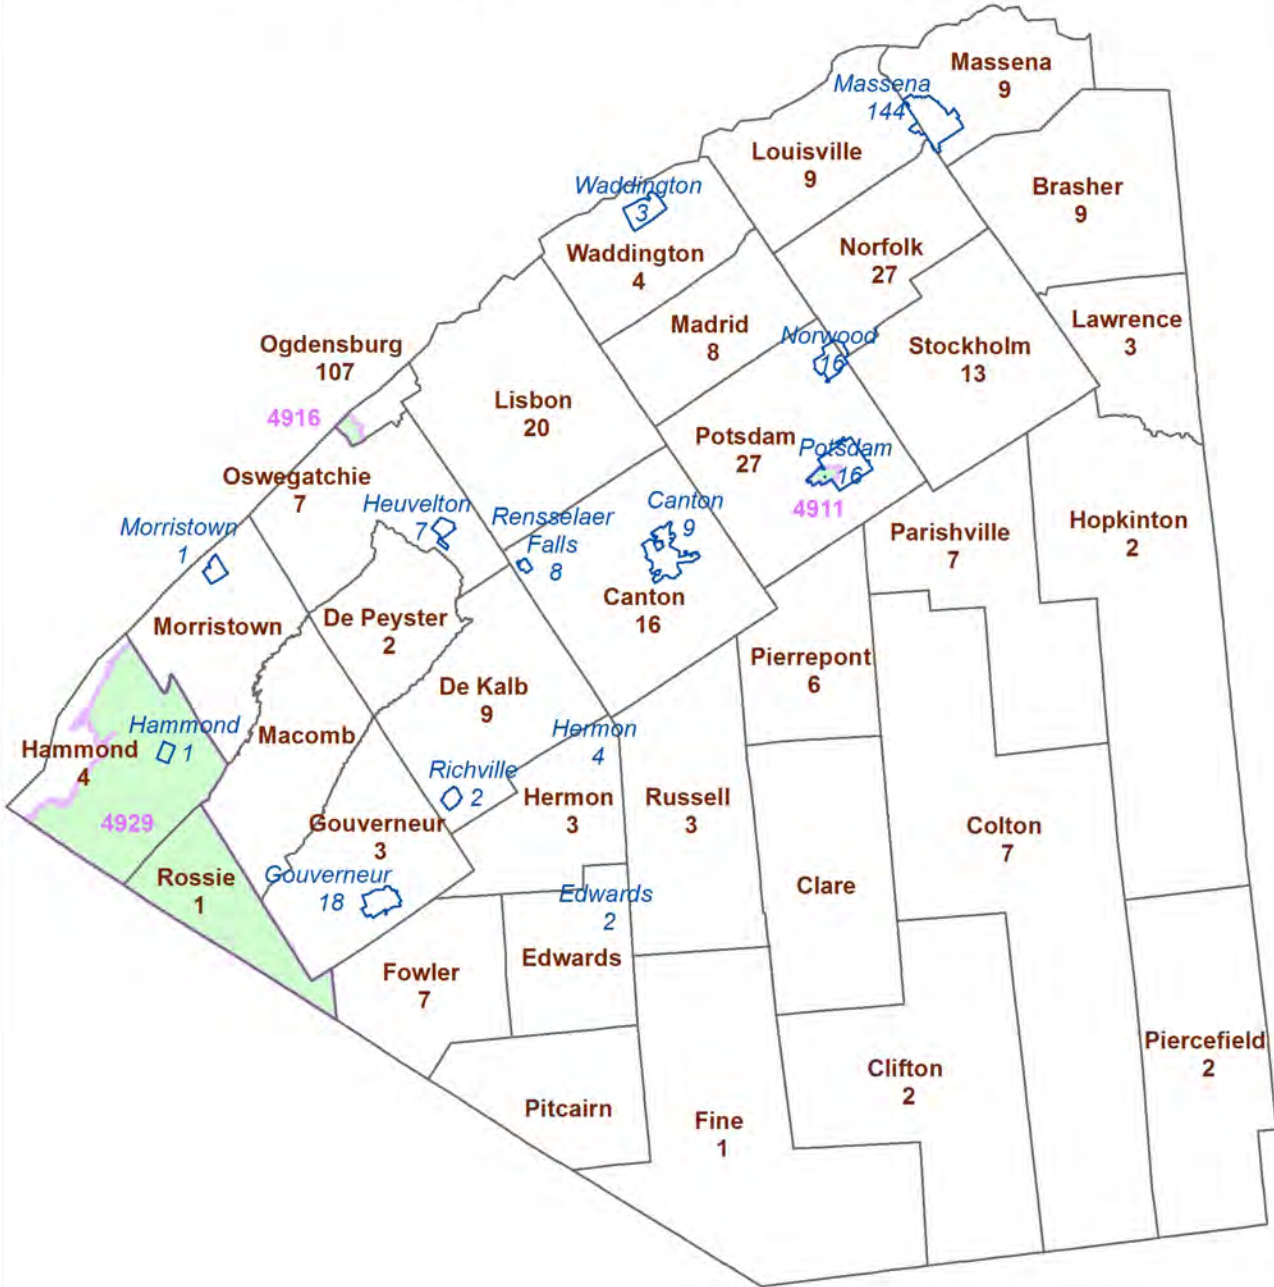 Massena
9
Massena
144
Louisville
9
Brasher
9
Waddington
3
Waddington
4
Norfolk
27
Lawrence
3
Madrid
8
Norwood
16
Stockholm
13
Ogdensburg
107
4916
Lisbon
20
Potsdam
27
Potsdam
16
4911
Oswegatchie
7
Heuvelton
7
Rensselaer
Falls
8
Canton
9
Canton
16
Morristown
1
Morristown
De Peyster
2
Parishville
7
Hopkinton
2
Pierrepont
6
De Kalb
9
Hammond
4
Hammond
1
4929
Macomb
Hermon
4
Richville
2
Hermon
3
Russell
3
Gouverneur
3
Gouverneur
18
Rossie
1
Clare
Colton
7
Edwards
2
Edwards
Fowler
7
Pitcairn
Fine
1
Clifton
2
Piercefield
2